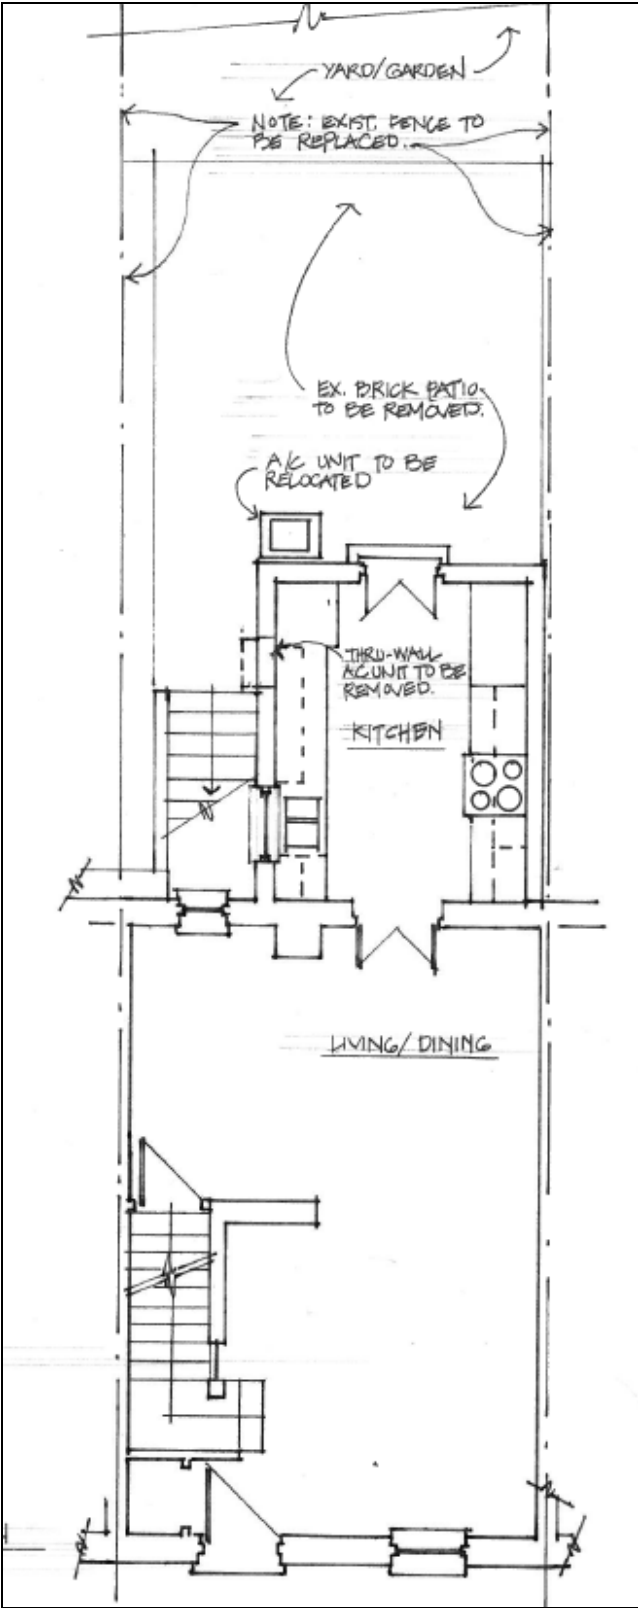 YARD/GARDEN
NOTE: EXIST. FENCE TO
BE REPLACED.
EX. BRICK PATIO
TO BE REMOVED.
A/C UNIT TO BE
RELOCATED
THRU-WALL
AC UNIT TO BE
REMOVED.
KITCHEN
LIVING/DINING